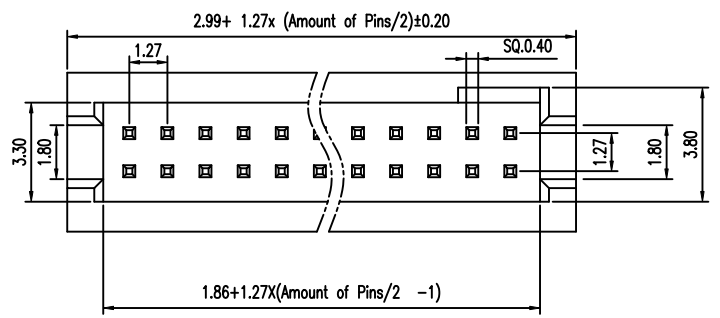 2.99+ 1.27x (Amount of Pins/2)±0.20
1.27
SQ.0.40
3.30
1.80
1.27
1.80
3.80
1.86+1.27X(Amount of Pins/2 -1)